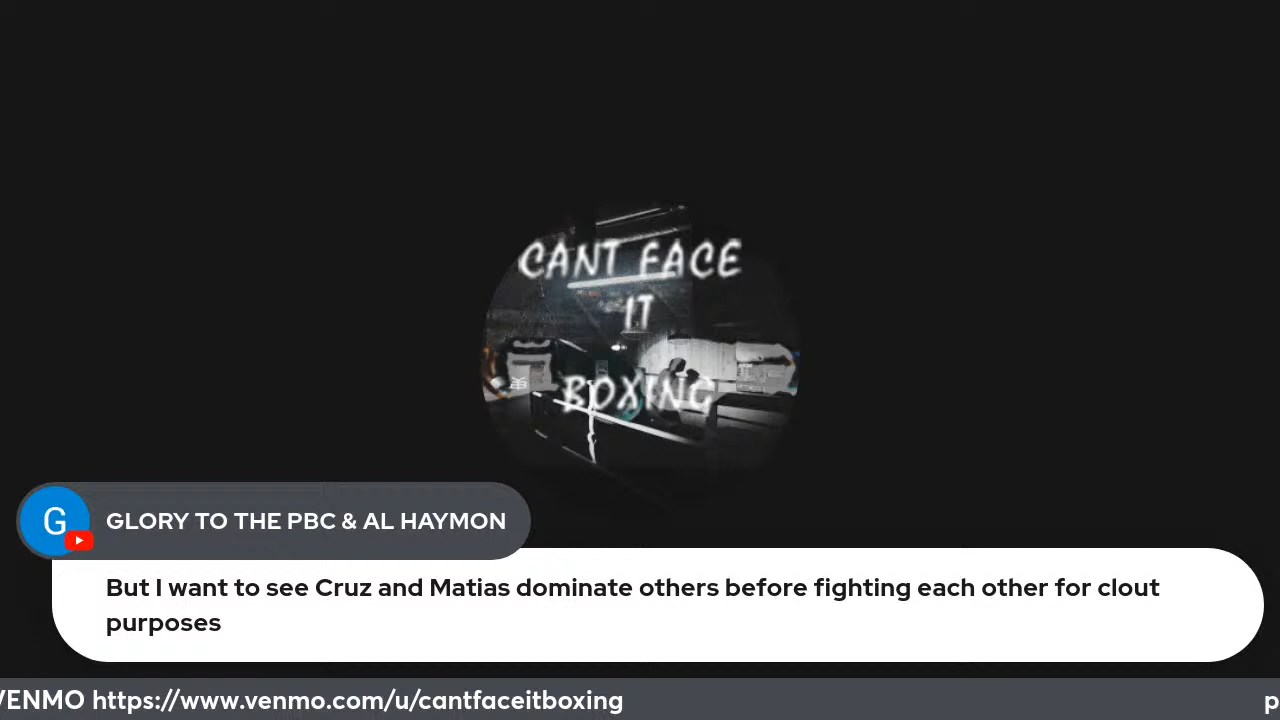 CANT FACE
IT
BOXING
G
GLORY TO THE PBC & AL HAYMON
But I want to see Cruz and Matias dominate others before fighting each other for clout
purposes
VENMO https://www.venmo.com/u/cantfaceitboxing
p